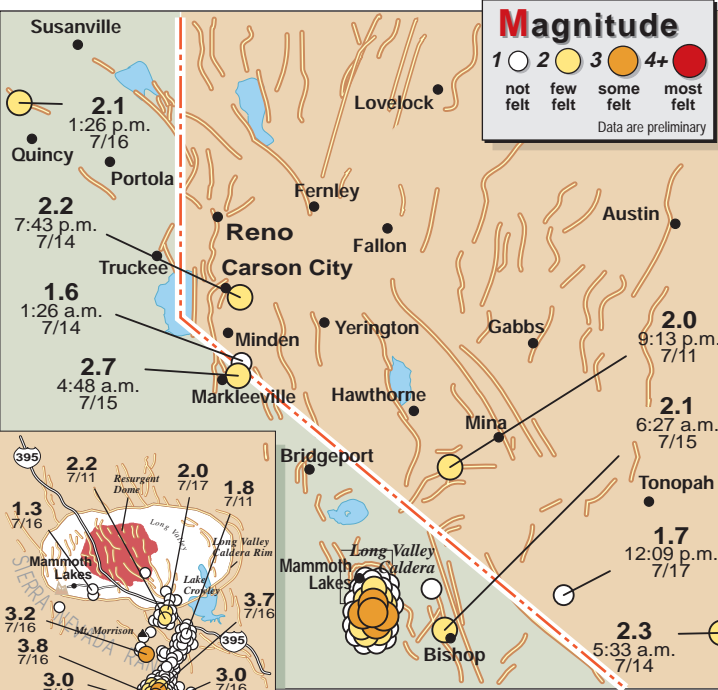 Magnitude
1 2 3 4+
not felt
few felt
some felt
most felt
Data are preliminary
Susanville
2.1
1:26 p.m.
7/16
Quincy
Portola
Lovelock
Fernley
Reno
Fallon
Austin
2.2
7:43 p.m.
7/14
Truckee
Carson City
1.6
1:26 a.m.
7/14
Minden
Yerington
Gabbs
2.0
9:13 p.m.
7/11
2.7
4:48 a.m.
7/15
Markleeville
Hawthorne
Mina
2.1
6:27 a.m.
7/15
Bridgeport
Tonopah
Long Valley
Caldera
Mammoth
Lakes
1.7
12:09 p.m.
7/17
Bishop
2.3
5:33 a.m.
7/14
395
2.2
7/11
Resurgent
Dome
2.0
7/17
1.8
7/11
1.3
7/16
Long Valley
Long Valley
Caldera Rim
Mammoth
Lakes
Lake
Crowley
SIERRA NEVADA
3.2
7/16
Mt. Morrison
3.7
7/16
395
3.8
7/16
3.0
3.0
7/16